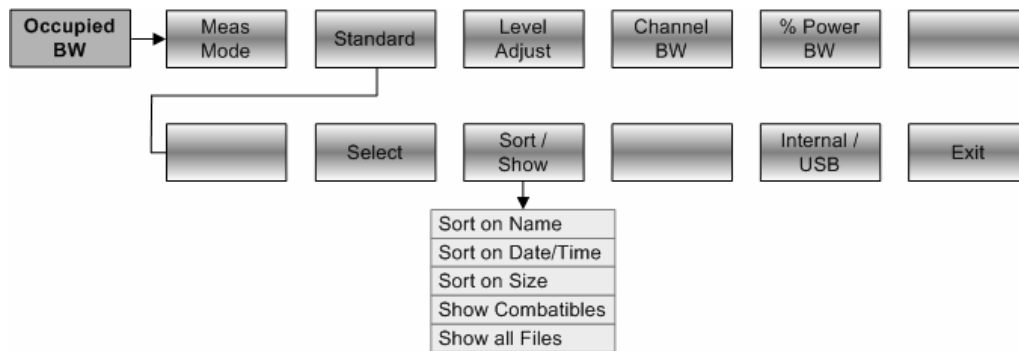 Occupied
BW
Meas
Mode
Standard
Level
Adjust
Channel
BW
% Power
BW
Select
Sort /
Show
Internal /
USB
Exit
Sort on Name
Sort on Date/Time
Sort on Size
Show Combatibles
Show all Files